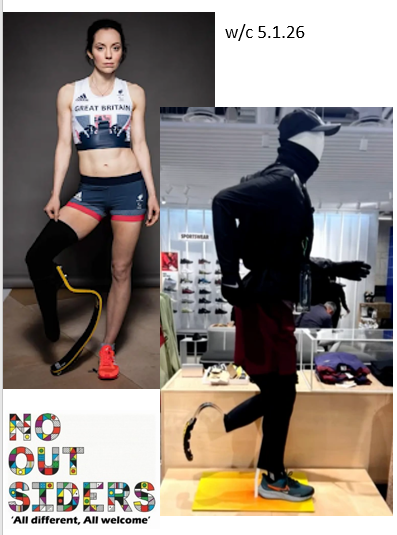 w/c 5.1.26
GREAT BRITAIN
SPORTSWEAR
NO
OUT
SIDERS
'All different, All welcome'